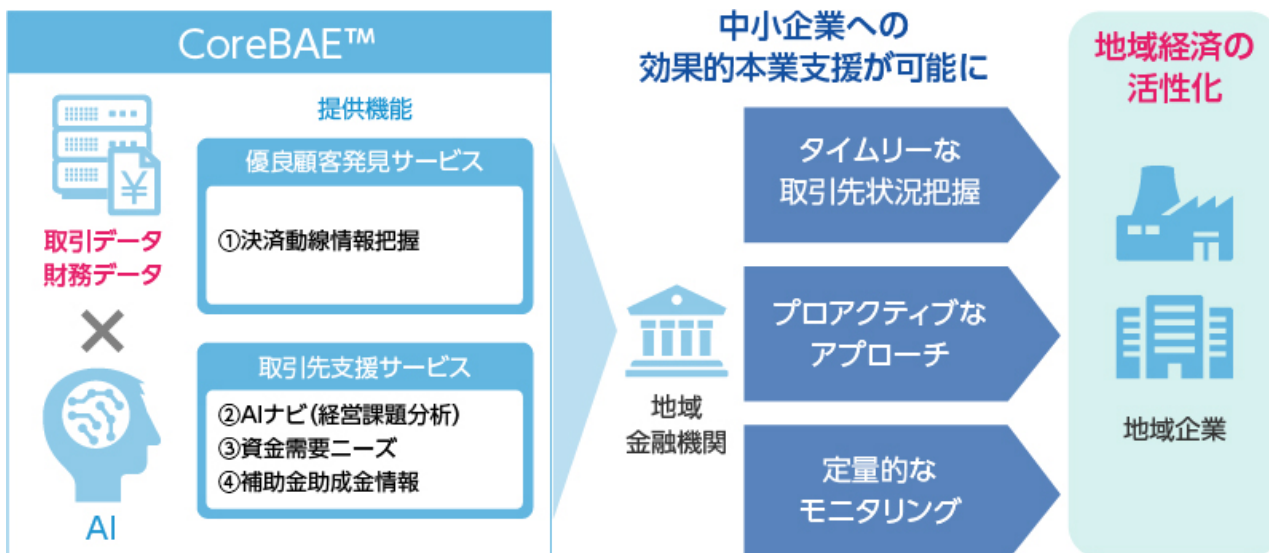 CoreBAE™
取引データ
財務データ
AI
提供機能
優良顧客発見サービス
①決済動線情報把握
取引先支援サービス
②AIナビ(経営課題分析)
③資金需要ニーズ
④補助金助成金情報
地域
金融機関
中小企業への
効果的本業支援が可能に
タイムリーな
取引先状況把握
プロアクティブな
アプローチ
定量的な
モニタリング
地域経済の
活性化
地域企業